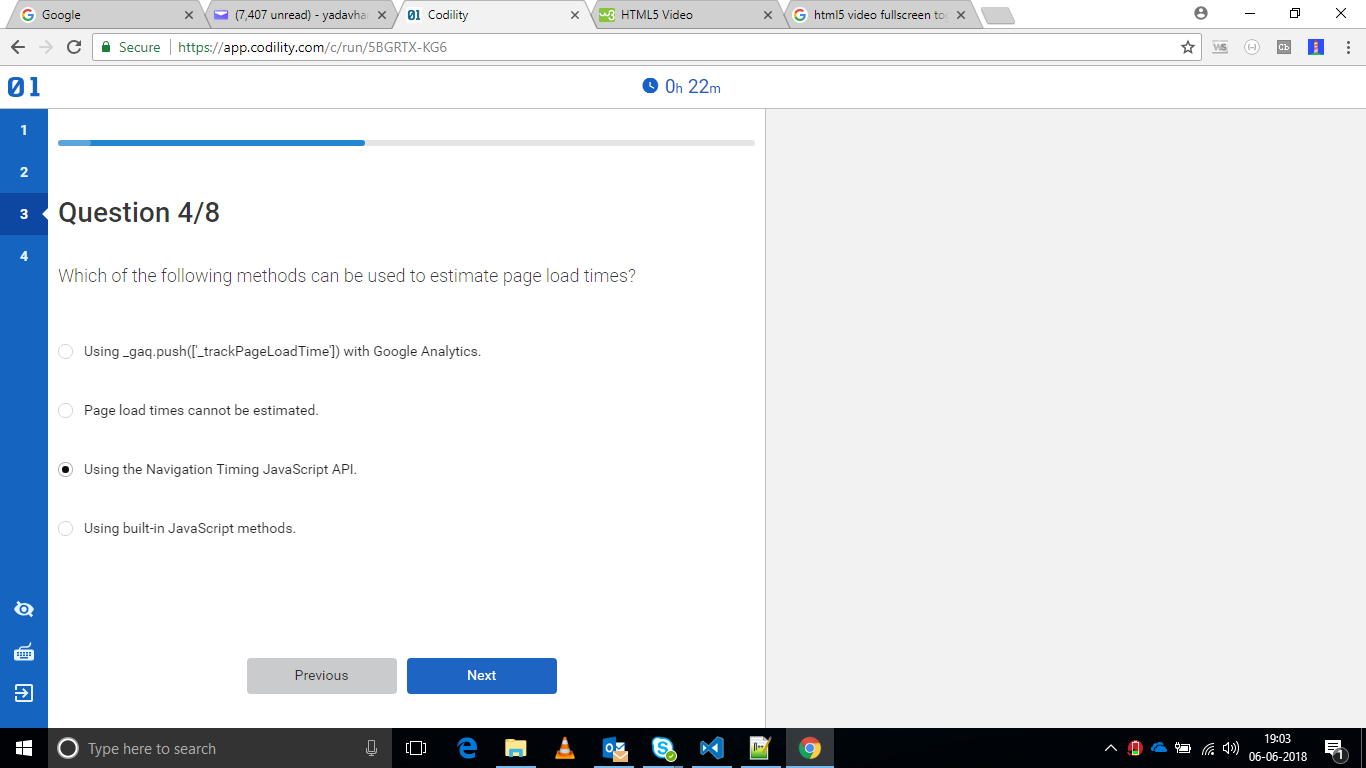 Google
(7,407 unread) - yadavha
01 Codility
w3 HTML5 Video
html5 video fullscreen to
Secure
https://app.codility.com/c/run/5BGRTX-KG6
Cb
01
0h 22m
1
2
3
4
Question 4/8
Which of the following methods can be used to estimate page load times?
Using _gaq.push(['_trackPageLoadTime']) with Google Analytics.
Page load times cannot be estimated.
Using the Navigation Timing JavaScript API.
Using built-in JavaScript methods.
Previous
Next
Type here to search
19:03
06-06-2018
1